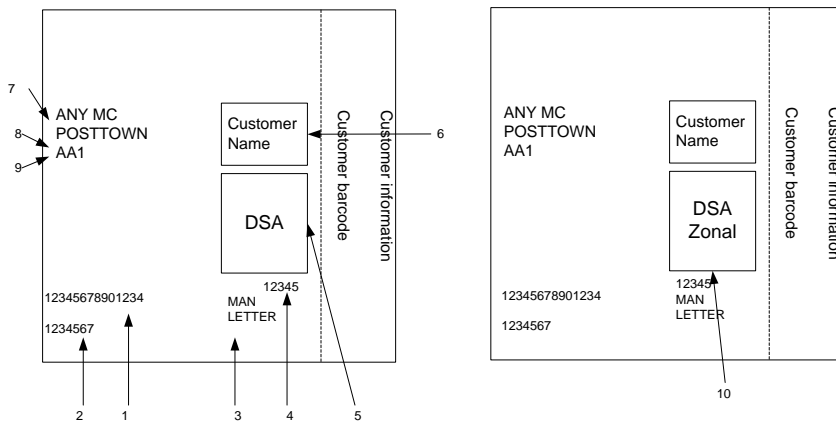 7
8
9
ANY MC
POSTTOWN
AA1
Customer
Name
DSA
Customer barcode
Customer information
6
12345678901234
1234567
12345
MAN
LETTER
2
1
3
4
5
ANY MC
POSTTOWN
AA1
Customer
Name
DSA
Zonal
Customer barcode
Customer information
12345678901234
1234567
12345
MAN
LETTER
10